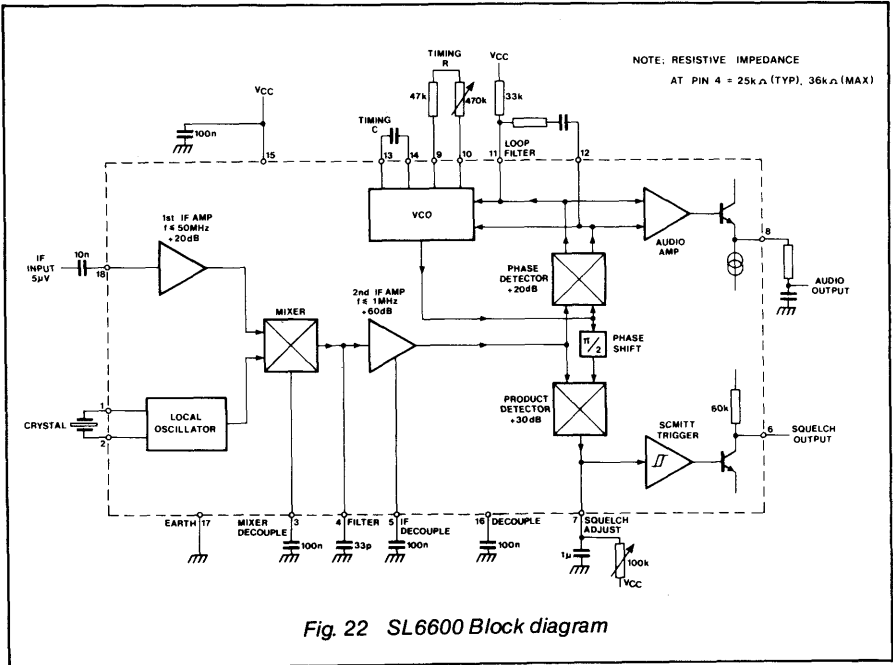 TIMING
R
VCC
NOTE: RESISTIVE IMPEDANCE
AT PIN 4 = 25kΩ (TYP), 36kΩ (MAX)
47k
470k
33k
VCC
100n
TIMING
C
15
13
14
9
10
11
LOOP
FILTER
12
1st IF AMP
f ≤ 50MHz
+20dB
VCO
AUDIO
AMP
8
IF
INPUT
5µV
10n
18
2nd IF AMP
f ≤ 1MHz
+60dB
PHASE
DETECTOR
+20dB
AUDIO
OUTPUT
MIXER
π/2
PHASE
SHIFT
CRYSTAL
1
2
LOCAL
OSCILLATOR
PRODUCT
DETECTOR
+30dB
SCMITT
TRIGGER
60k
6
SQUELCH
OUTPUT
EARTH
17
MIXER
DECOUPLE
3
4
FILTER
5
IF
DECOUPLE
16
DECOUPLE
7
SQUELCH
ADJUST
100n
33p
100n
100n
1µ
100k
VCC
Fig. 22 SL6600 Block diagram